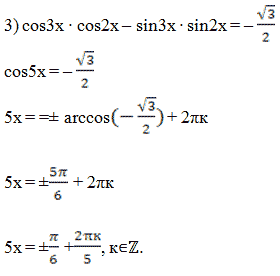 3) cos3x · cos2x – sin3x · sin2x = – √3/2
cos5x = – √3/2
5x = =± arccos(– √3/2) + 2πк
5x = ± 5π/6 + 2πк
5x = ± π/6 + 2πк/5, к∈ℤ.